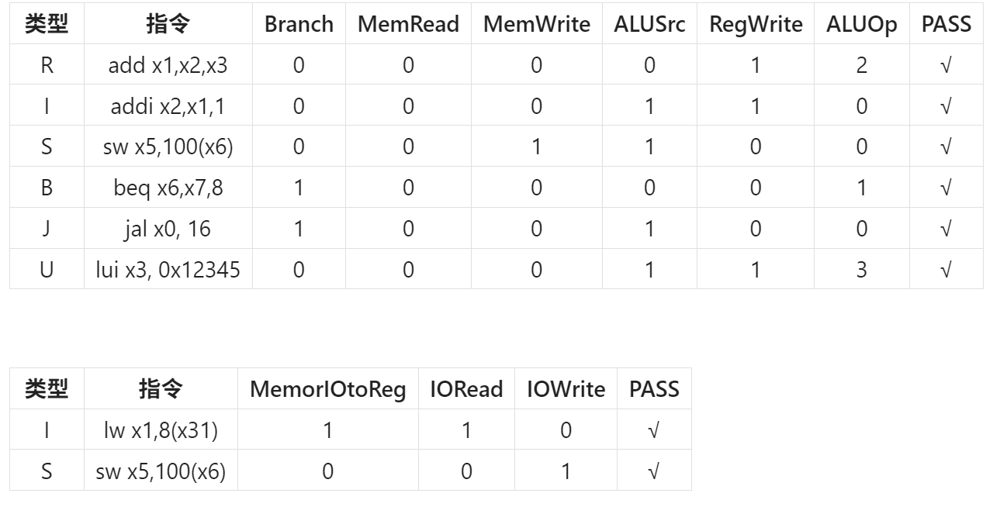 类型 指令 Branch MemRead MemWrite ALUSrc RegWrite ALUOp PASS
R add x1,x2,x3 0 0 0 0 1 2 √
I addi x2,x1,1 0 0 0 1 1 0 √
S sw x5,100(x6) 0 0 1 1 0 0 √
B beq x6,x7,8 1 0 0 0 0 1 √
J jal x0, 16 1 0 0 1 0 0 √
U lui x3, 0x12345 0 0 0 1 1 3 √
类型 指令 MemorIOtoReg IORead IOWrite PASS
I lw x1,8(x31) 1 1 0 √
S sw x5,100(x6) 0 0 1 √